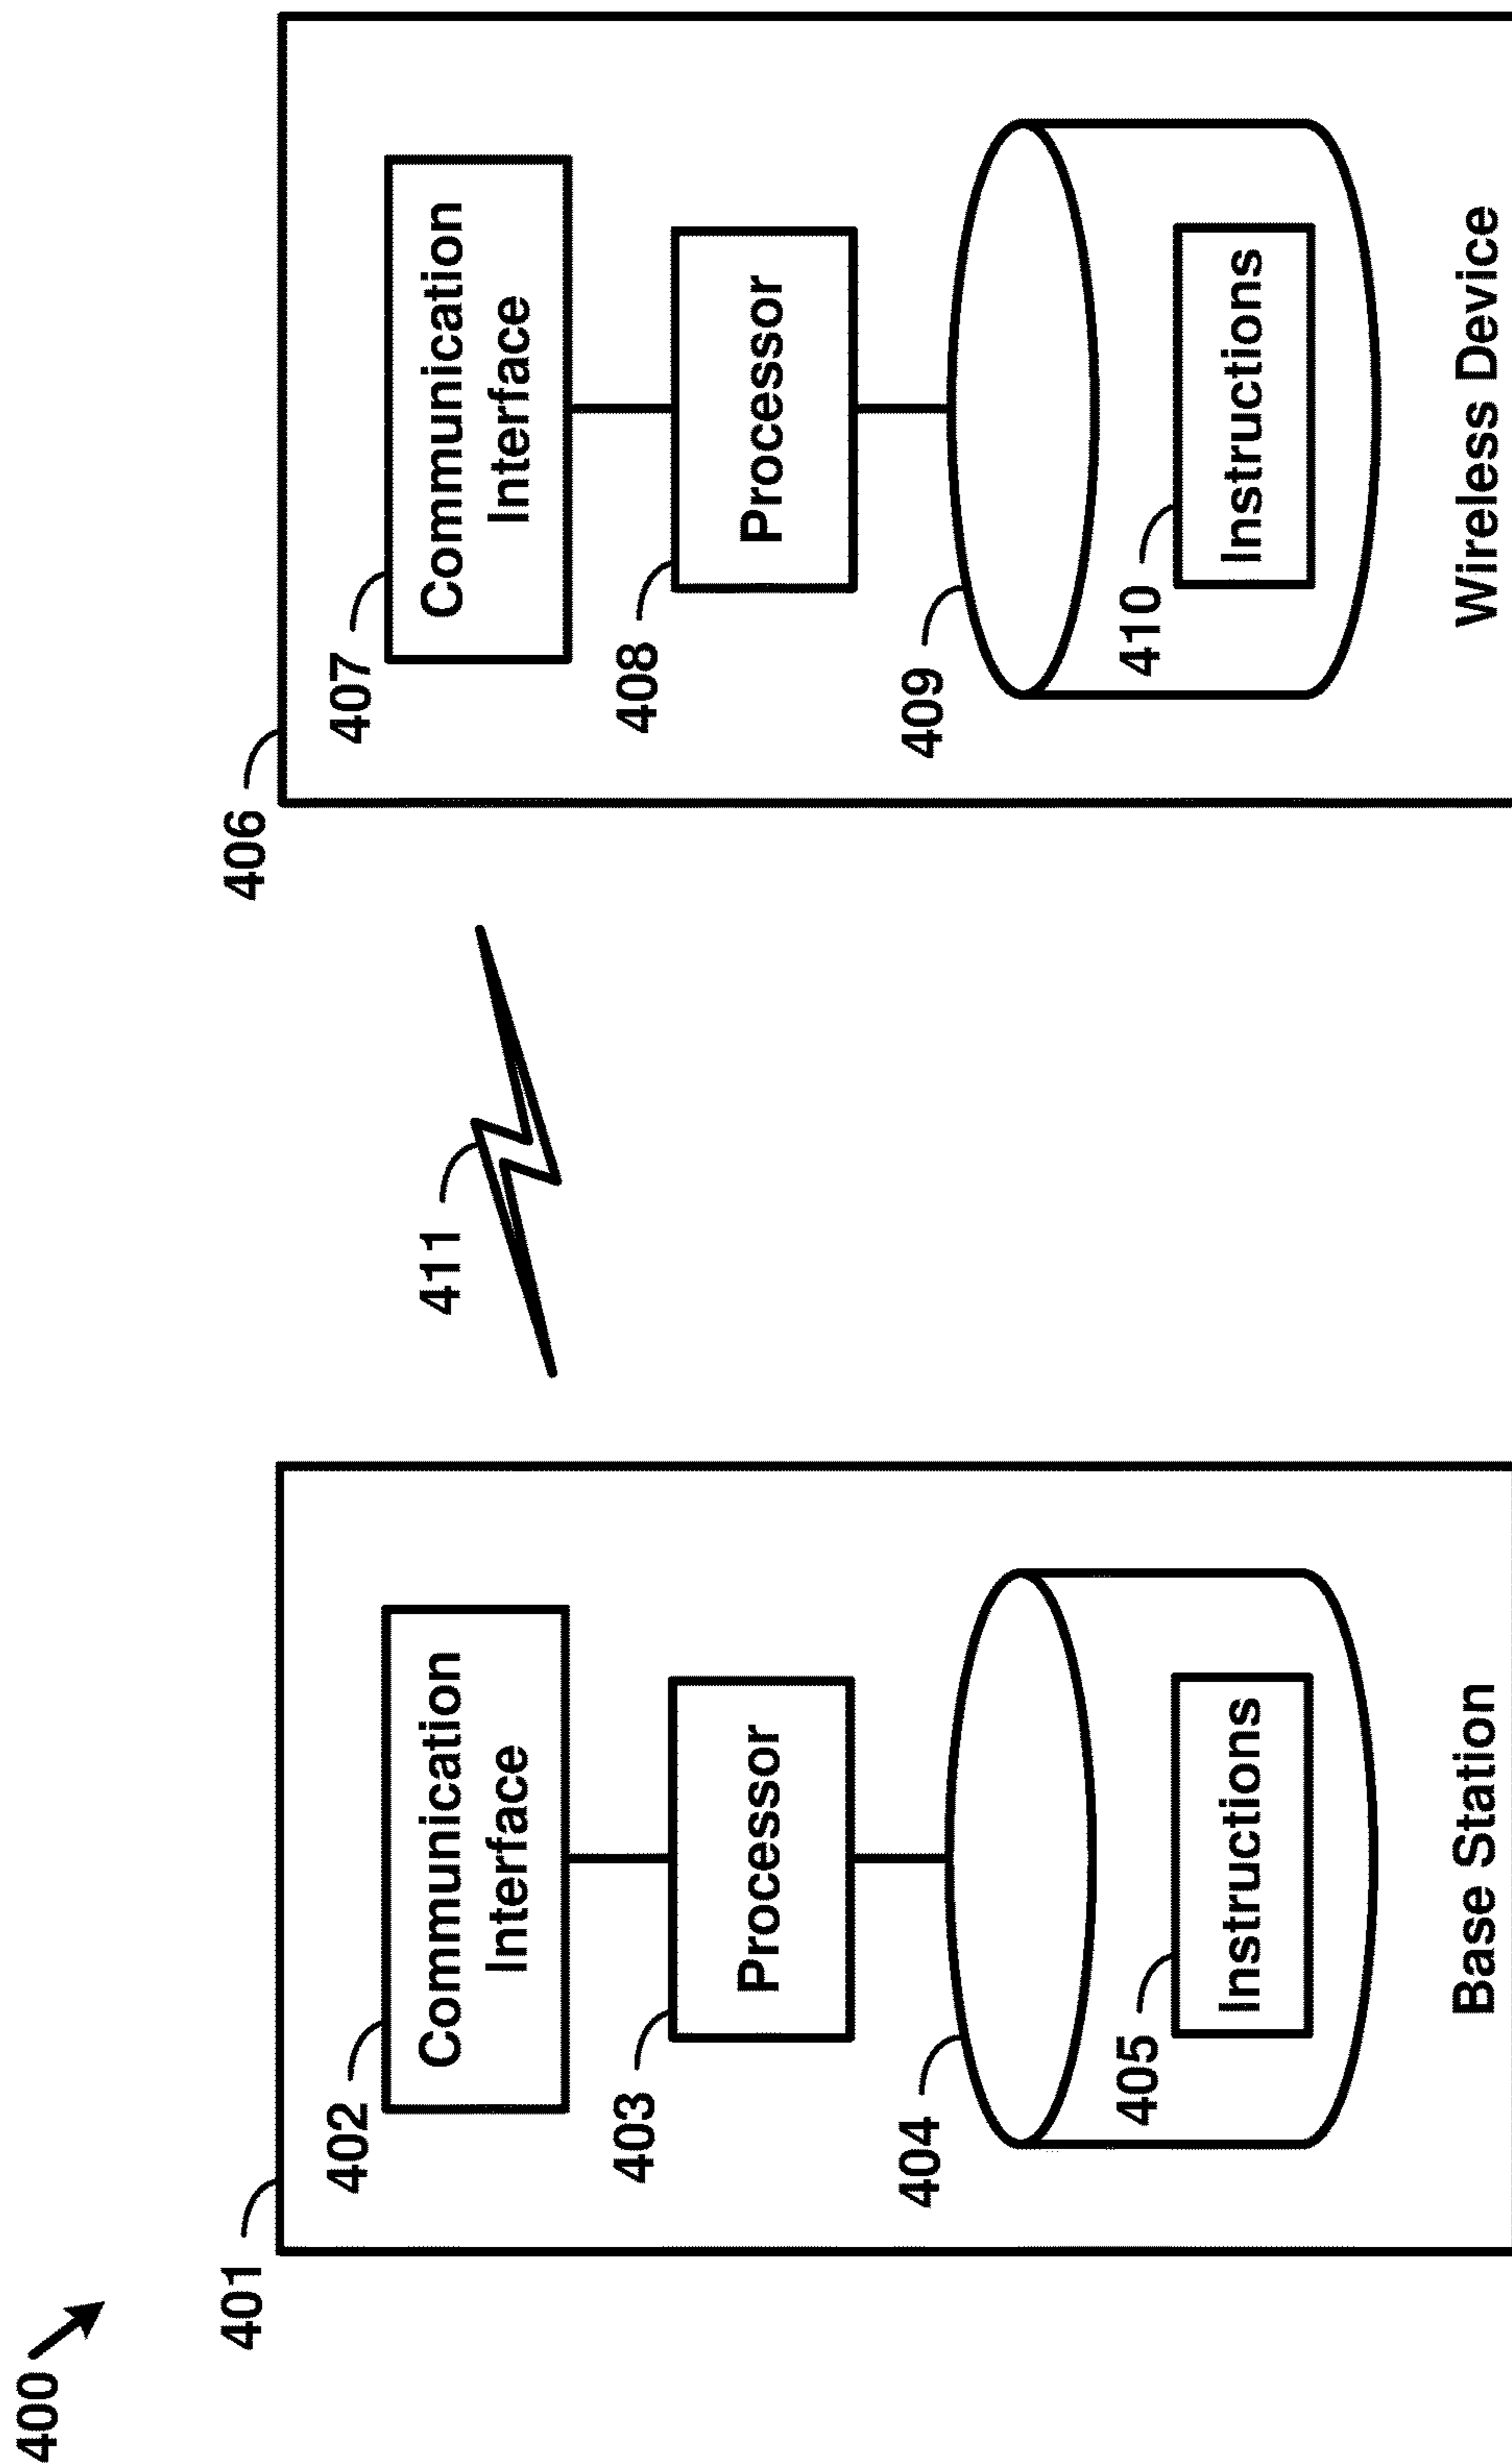 400
401
402
Communication
Interface
403
Processor
404
405
Instructions
Base Station
411
406
407
Communication
Interface
408
Processor
409
410
Instructions
Wireless Device